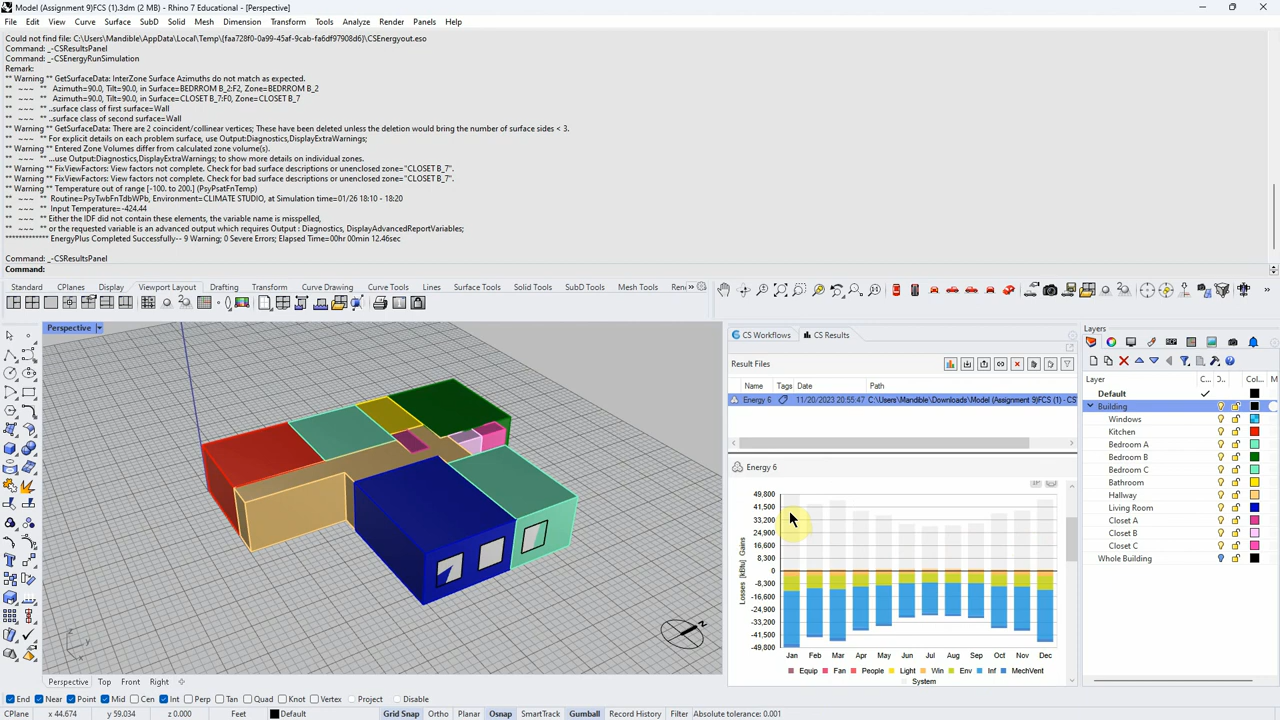 Model (Assignment 9)FCS (1).3dm (2 MB) - Rhino 7 Educational - [Perspective]
File Edit View Curve Surface SubD Solid Mesh Dimension Transform Tools Analyze Render Panels Help
Could not find file: C:\Users\Mandible\AppData\Local\Temp\{faa728f0-0a99-45af-9cab-fa6df97908d6}\CSEnergyout.eso
Command: _-CSResultsPanel
Command: _-CSEnergyRunSimulation
Remark:
** Warning ** GetSurfaceData: InterZone Surface Azimuths do not match as expected.
** ~~~ ** Azimuth=90.0, Tilt=90.0, in Surface=BEDRROM B_2:F2, Zone=BEDRROM B_2
** ~~~ ** Azimuth=90.0, Tilt=90.0, in Surface=CLOSET B_7:F0, Zone=CLOSET B_7
** ~~~ ** ..surface class of first surface=Wall
** ~~~ ** ..surface class of second surface=Wall
** Warning ** GetSurfaceData: There are 2 coincident/collinear vertices; These have been deleted unless the deletion would bring the number of surface sides < 3.
** ~~~ ** For explicit details on each problem surface, use Output:Diagnostics,DisplayExtraWarnings;
** Warning ** Entered Zone Volumes differ from calculated zone volume(s).
** ~~~ ** ...use Output:Diagnostics,DisplayExtraWarnings; to show more details on individual zones.
** Warning ** FixViewFactors: View factors not complete. Check for bad surface descriptions or unenclosed zone="CLOSET B_7".
** Warning ** FixViewFactors: View factors not complete. Check for bad surface descriptions or unenclosed zone="CLOSET B_7".
** Warning ** Temperature out of range [-100. to 200.] (PsyPsatFnTemp)
** ~~~ ** Routine=PsyTwbFnTdbWPb, Environment=CLIMATE STUDIO, at Simulation time=01/26 18:10 - 18:20
** ~~~ ** Input Temperature=-424.44
** ~~~ ** Either the IDF did not contain these elements, the variable name is misspelled,
** ~~~ ** or the requested variable is an advanced output which requires Output : Diagnostics, DisplayAdvancedReportVariables;
************* EnergyPlus Completed Successfully-- 9 Warning; 0 Severe Errors; Elapsed Time=00hr 00min 12.46sec
Command: _-CSResultsPanel
Command:
Standard CPlanes Display Viewport Layout Transform Drafting Curve Drawing Curve Tools Lines Surface Tools Solid Tools SubD Tools Mesh Tools Ren
Perspective
z
z
CS Workflows CS Results
Result Files
Name Tags Date Path
Energy 6 11/20/2023 20:55:47 C:\Users\Mandible\Downloads\Model (Assignment 9)FCS (1) - CS
Energy 6
Losses [kBtu] Gains
49,800
41,500
33,200
24,900
16,600
8,300
0
-8,300
-16,600
-24,900
-33,200
-41,500
-49,800
Jan Feb Mar Apr May Jun Jul Aug Sep Oct Nov Dec
Equip Fan People Light Win Env Inf MechVent
System
Layers
Layer C... C... Col... M
Default
Building
Windows
Kitchen
Bedroom A
Bedroom B
Bedroom C
Bathroom
Hallway
Living Room
Closet A
Closet B
Closet C
Whole Building
Perspective Top Front Right
End Near Point Mid Cen Int Perp Tan Quad Knot Vertex Project Disable
CPlane x 44.674 y 59.034 z 0.000 Feet Default Grid Snap Ortho Planar Osnap SmartTrack Gumball Record History Filter Absolute tolerance: 0.001